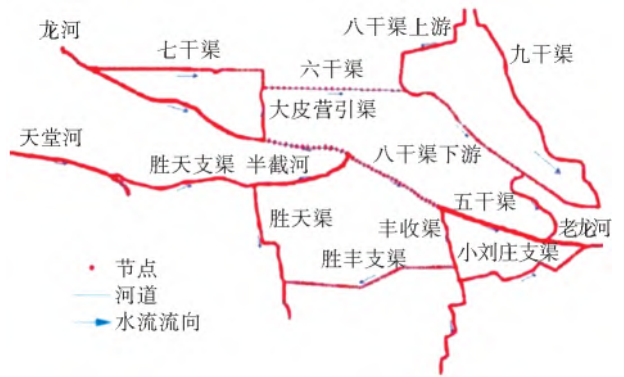 八干渠上游
龙河
七干渠
六干渠
九干渠
大皮营引渠
天堂河
胜天支渠
半截河
八干渠下游
胜天渠
丰收渠
五干渠
老龙河
小刘庄支渠
胜丰支渠
节点
河道
水流流向